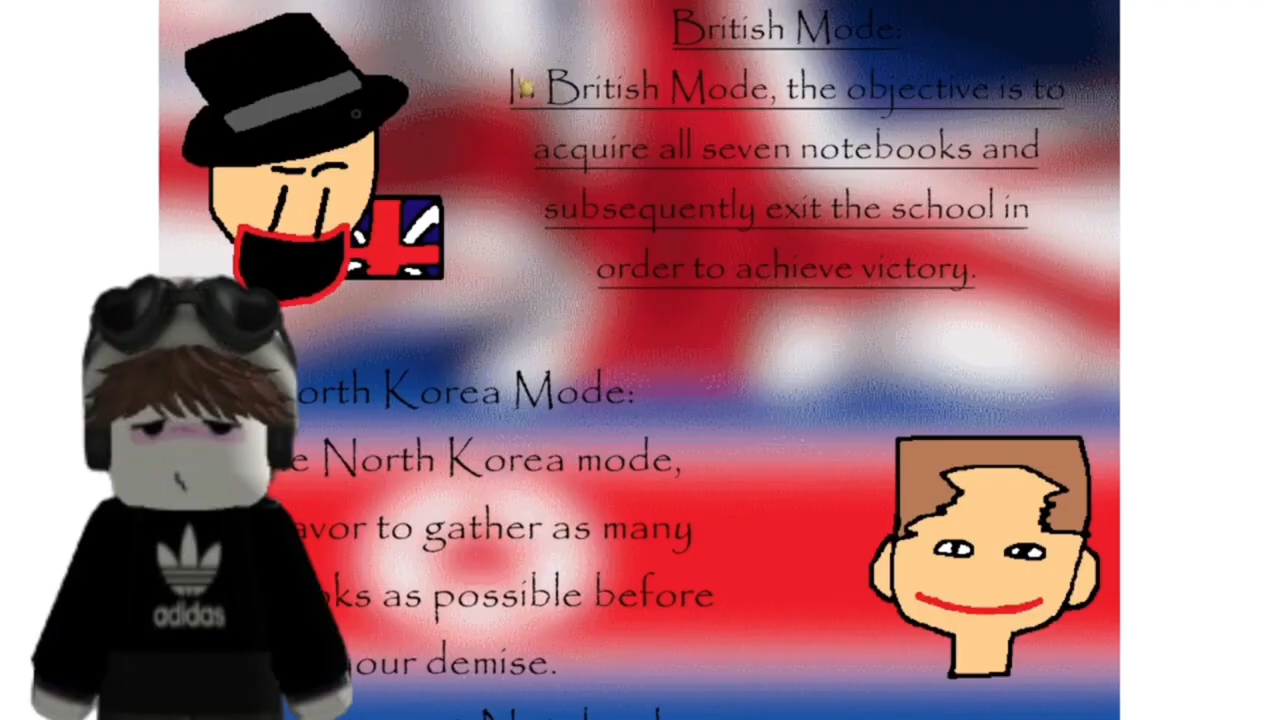 British Mode:
British Mode, the objective is to
acquire all seven notebooks and
subsequently exit the school in
order to achieve victory.
orth Korea Mode:
e North Korea mode,
avor to gather as many
ks as possible before
our demise.
adidas